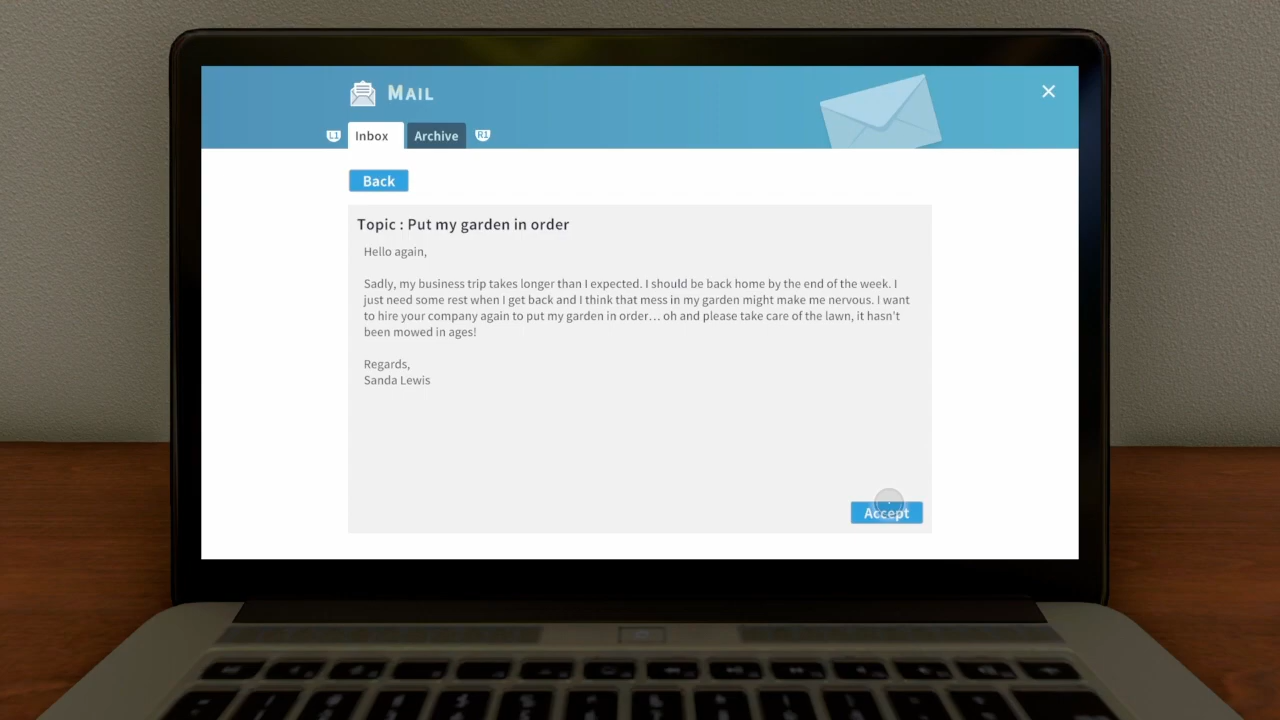 MAIL
L1 Inbox Archive R1
Back
Topic : Put my garden in order
Hello again,
Sadly, my business trip takes longer than I expected. I should be back home by the end of the week. I
just need some rest when I get back and I think that mess in my garden might make me nervous. I want
to hire your company again to put my garden in order... oh and please take care of the lawn, it hasn't
been mowed in ages!
Regards,
Sanda Lewis
Accept